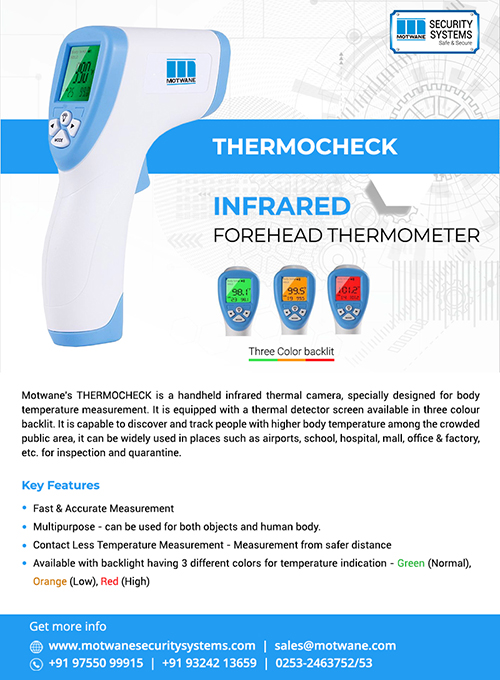 MOTWANE
SECURITY
SYSTEMS
Safe & Secure
MOTWANE
MODE
THERMOCHECK
INFRARED
FOREHEAD THERMOMETER
98.1°
99.5°
101.2°
Three Color backlit
Motwane's THERMOCHECK is a handheld infrared thermal camera, specially designed for body
temperature measurement. It is equipped with a thermal detector screen available in three colour
backlit. It is capable to discover and track people with higher body temperature among the crowded
public area, it can be widely used in places such as airports, school, hospital, mall, office & factory,
etc. for inspection and quarantine.
Key Features
• Fast & Accurate Measurement
• Multipurpose - can be used for both objects and human body.
• Contact Less Temperature Measurement - Measurement from safer distance
• Available with backlight having 3 different colors for temperature indication - Green (Normal),
Orange (Low), Red (High)
Get more info
www.motwanesecuritysystems.com | sales@motwane.com
+91 97550 99915 | +91 93242 13659 | 0253-2463752/53